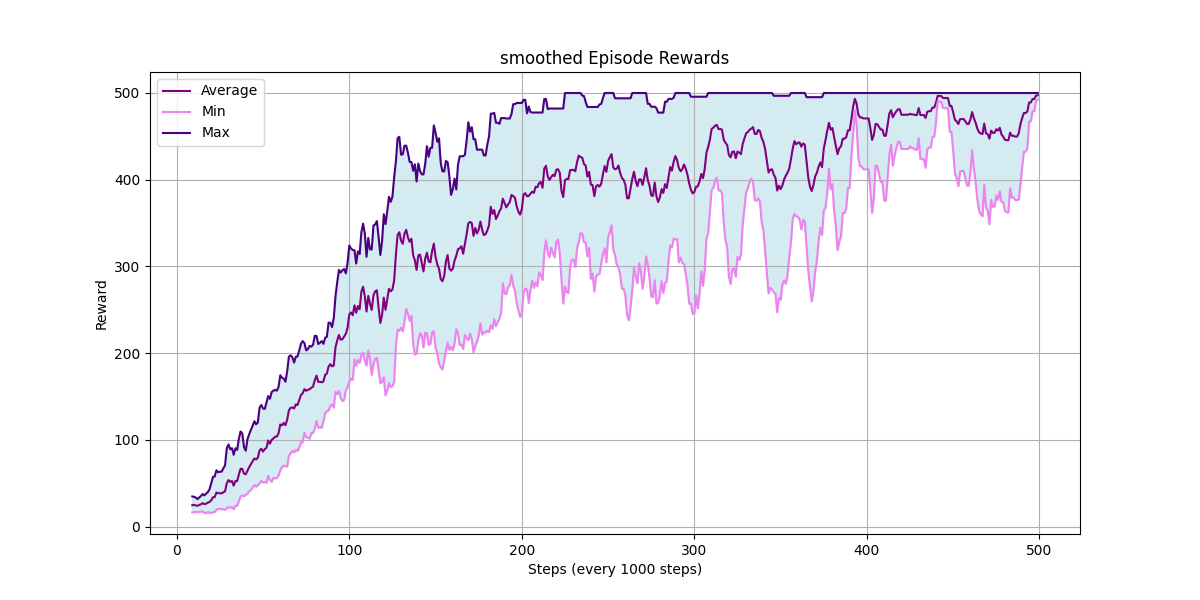 smoothed Episode Rewards
Average
Min
Max
500
400
300
200
100
0
Reward
0 100 200 300 400 500
Steps (every 1000 steps)